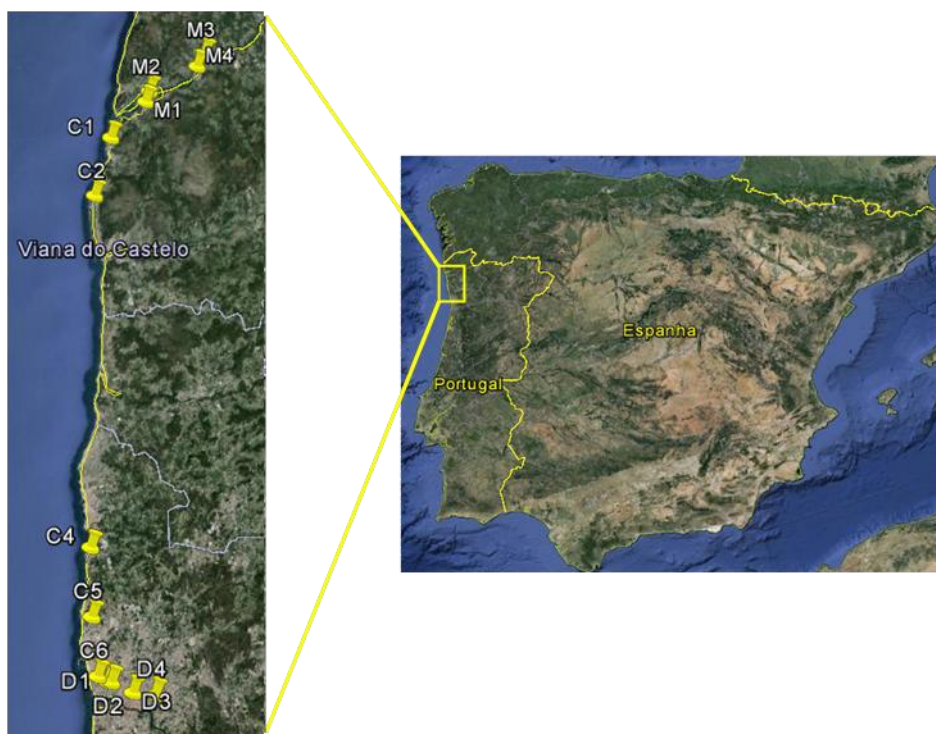 M3
M4
M2
M1
C1
C2
Viana do Castelo
C4
C5
C6
D1
D4
D2
D3
Espanha
Portugal